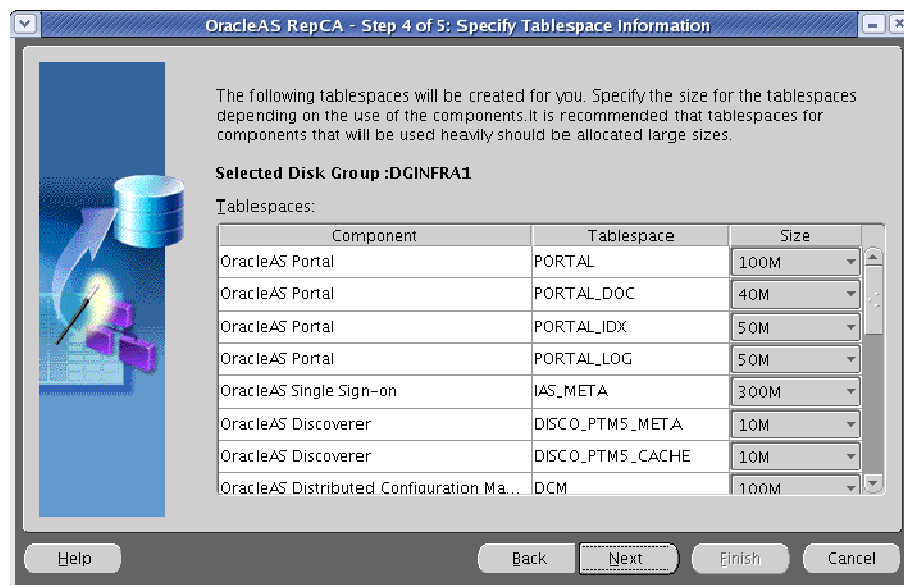 OracleAS RepCA - Step 4 of 5: Specify Tablespace Information
The following tablespaces will be created for you. Specify the size for the tablespaces
depending on the use of the components.It is recommended that tablespaces for
components that will be used heavily should be allocated large sizes.
Selected Disk Group :DGINFRA1
Tablespaces:
Component Tablespace Size
OracleAS Portal PORTAL 100M
OracleAS Portal PORTAL_DOC 40M
OracleAS Portal PORTAL_IDX 50M
OracleAS Portal PORTAL_LOG 50M
OracleAS Single Sign-on IAS_META 300M
OracleAS Discoverer DISCO_PTM5_META 10M
OracleAS Discoverer DISCO_PTM5_CACHE 10M
OracleAS Distributed Configuration Ma... DCM 100M
Help Back Next Finish Cancel